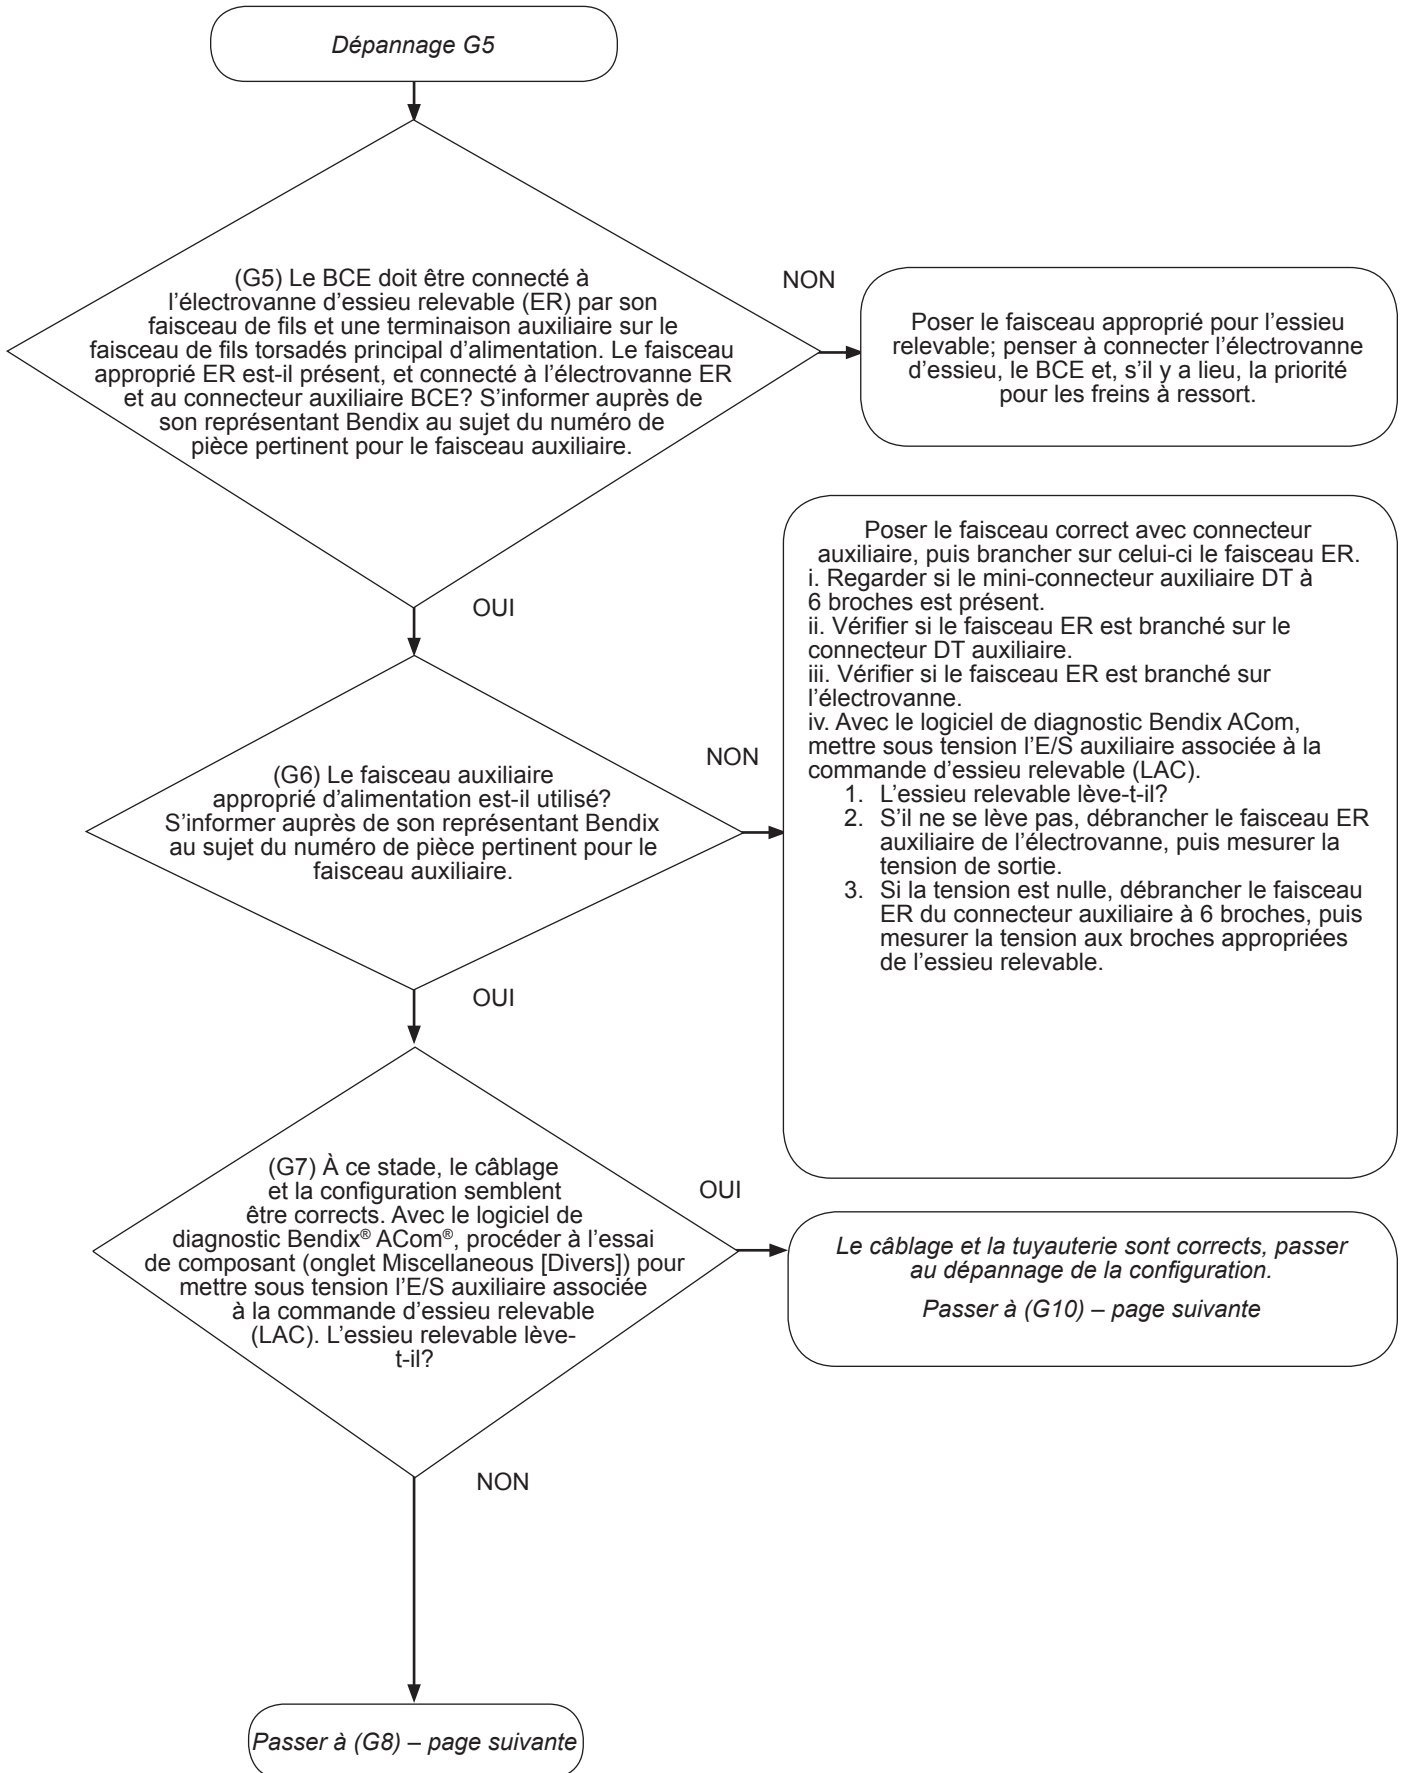 Dépannage G5
(G5) Le BCE doit être connecté à
l'électrovanne d'essieu relevable (ER) par son
faisceau de fils et une terminaison auxiliaire sur le
faisceau de fils torsadés principal d'alimentation. Le faisceau
approprié ER est-il présent, et connecté à l'électrovanne ER
et au connecteur auxiliaire BCE? S'informer auprès de
son représentant Bendix au sujet du numéro de
pièce pertinent pour le faisceau auxiliaire.
NON
Poser le faisceau approprié pour l'essieu
relevable; penser à connecter l'électrovanne
d'essieu, le BCE et, s'il y a lieu, la priorité
pour les freins à ressort.
OUI
(G6) Le faisceau auxiliaire
approprié d'alimentation est-il utilisé?
S'informer auprès de son représentant Bendix
au sujet du numéro de pièce pertinent pour le
faisceau auxiliaire.
NON
Poser le faisceau correct avec connecteur
auxiliaire, puis brancher sur celui-ci le faisceau ER.
i. Regarder si le mini-connecteur auxiliaire DT à
6 broches est présent.
ii. Vérifier si le faisceau ER est branché sur le
connecteur DT auxiliaire.
iii. Vérifier si le faisceau ER est branché sur
l'électrovanne.
iv. Avec le logiciel de diagnostic Bendix ACom,
mettre sous tension l'E/S auxiliaire associée à la
commande d'essieu relevable (LAC).
1. L'essieu relevable lève-t-il?
2. S'il ne se lève pas, débrancher le faisceau ER
auxiliaire de l'électrovanne, puis mesurer la
tension de sortie.
3. Si la tension est nulle, débrancher le faisceau
ER du connecteur auxiliaire à 6 broches, puis
mesurer la tension aux broches appropriées
de l'essieu relevable.
OUI
(G7) À ce stade, le câblage
et la configuration semblent
être corrects. Avec le logiciel de
diagnostic Bendix® ACom®, procéder à l'essai
de composant (onglet Miscellaneous [Divers]) pour
mettre sous tension l'E/S auxiliaire associée
à la commande d'essieu relevable
(LAC). L'essieu relevable lève-
t-il?
OUI
Le câblage et la tuyauterie sont corrects, passer
au dépannage de la configuration.
Passer à (G10) – page suivante
NON
Passer à (G8) – page suivante